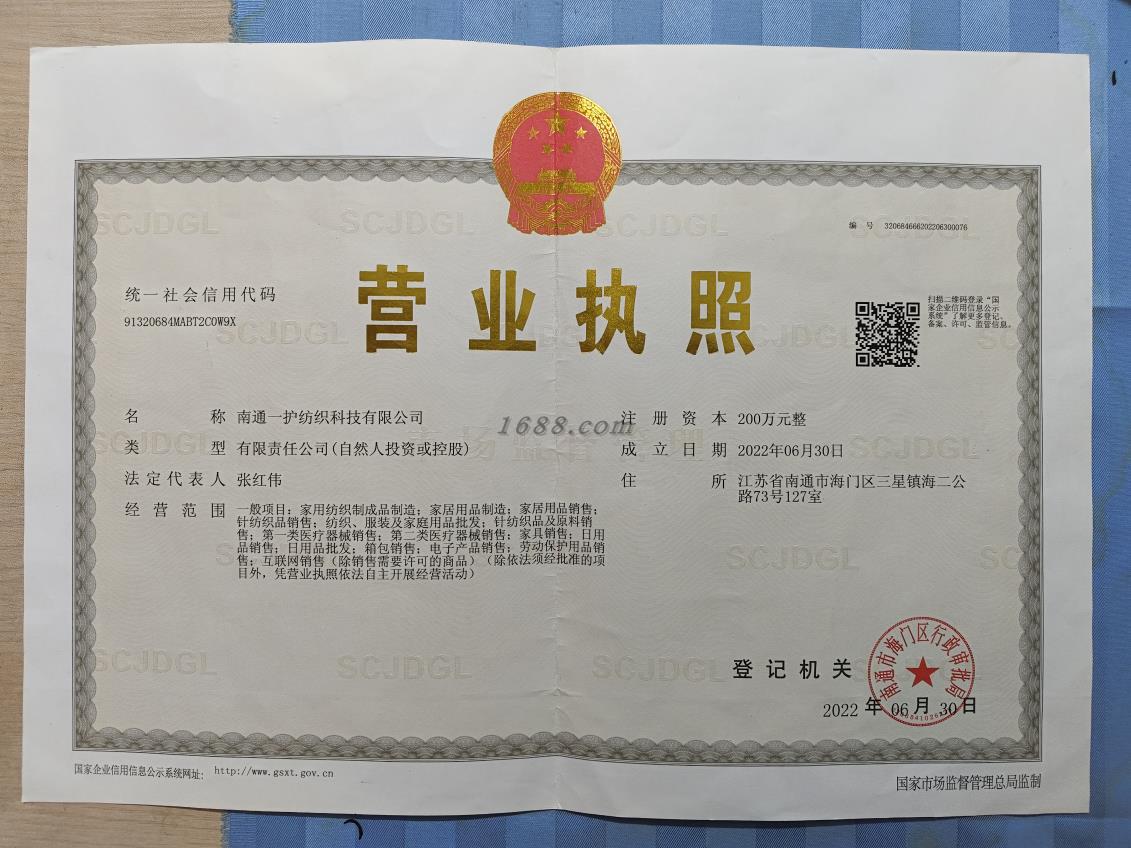 编 号 320684666202206300076
营业执照
统一社会信用代码
91320684MABT2C0W9X
扫描二维码登录“国
家企业信用信息公示
系统”了解更多登记、
备案、许可、监管信息。
名 称 南通一护纺织科技有限公司
类 型 有限责任公司(自然人投资或控股)
法定代表人 张红伟
经营范围 一般项目：家用纺织制成品制造；家居用品制造；家居用品销售；
针纺织品销售；纺织、服装及家庭用品批发；针纺织品及原料销
售；第一类医疗器械销售；第二类医疗器械销售；家具销售；日用
品销售；日用品批发；箱包销售；电子产品销售；劳动保护用品销
售；互联网销售（除销售需要许可的商品）（除依法须经批准的项
目外，凭营业执照依法自主开展经营活动）
1688.com
注册资本 200万元整
成立日期 2022年06月30日
住 所 江苏省南通市海门区三星镇海二公
路73号127室
登记机关
南通市海门区行政审批局
2022 年 06 月 30 日
国家企业信用信息公示系统网址： http://www.gsxt.gov.cn
国家市场监督管理总局监制
SCJDGL